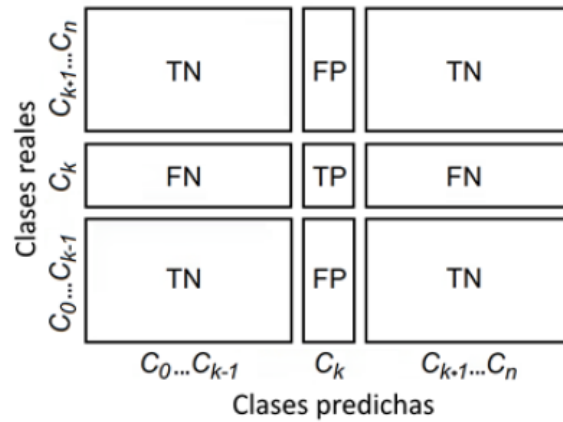 C_{k+1}...C_n
TN FP TN
Clases reales
C_k
FN TP FN
C_0...C_{k-1}
TN FP TN
C_0...C_{k-1} C_k C_{k+1}...C_n
Clases predichas